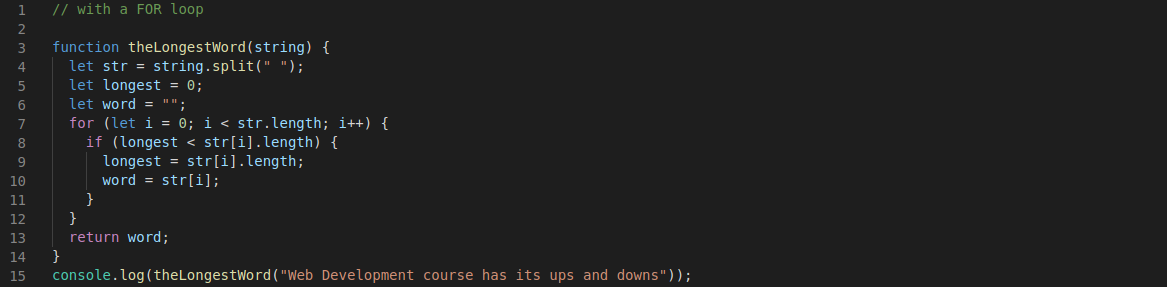 1 // with a FOR loop
2
3 function theLongestWord(string) {
4   let str = string.split(" ");
5   let longest = 0;
6   let word = "";
7   for (let i = 0; i < str.length; i++) {
8     if (longest < str[i].length) {
9       longest = str[i].length;
10       word = str[i];
11     }
12   }
13   return word;
14 }
15 console.log(theLongestWord("Web Development course has its ups and downs"));